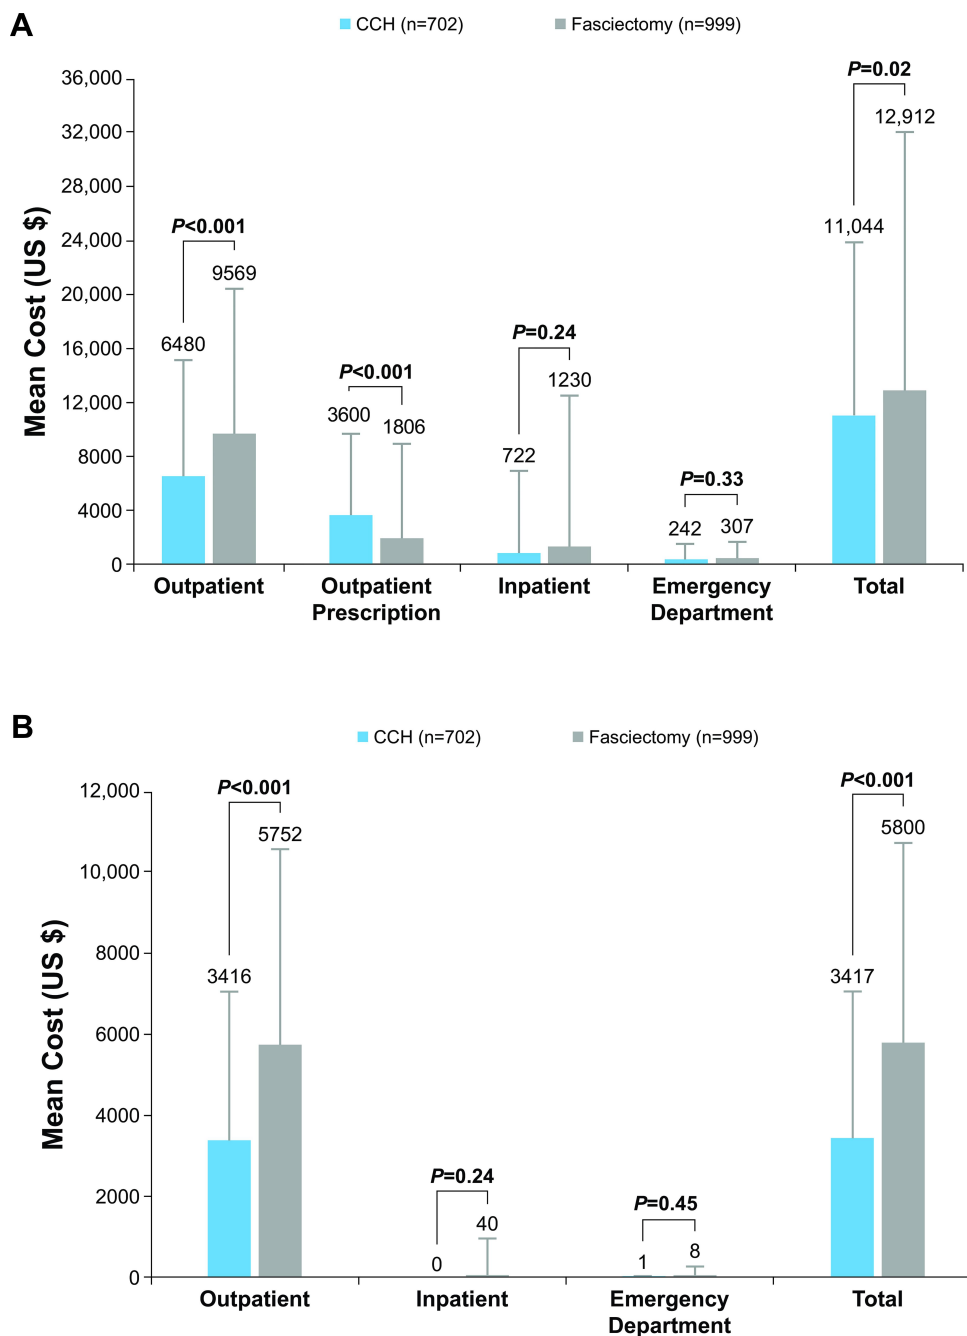 A
CCH (n=702) Fasciectomy (n=999)
Mean Cost (US $)
36,000
32,000
28,000
24,000
20,000
16,000
12,000
8000
4000
0
P<0.001
6480 9569
P<0.001
3600 1806
P=0.24
722 1230
P=0.33
242 307
P=0.02
11,044 12,912
Outpatient
Outpatient
Prescription
Inpatient
Emergency
Department
Total
B
CCH (n=702) Fasciectomy (n=999)
Mean Cost (US $)
12,000
10,000
8000
6000
4000
2000
0
P<0.001
3416 5752
P=0.24
0 40
P=0.45
1 8
P<0.001
3417 5800
Outpatient
Inpatient
Emergency
Department
Total